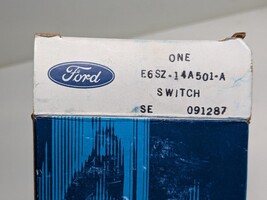 ONE
Ford
E6SZ-14A501-A
SWITCH
SE 091287